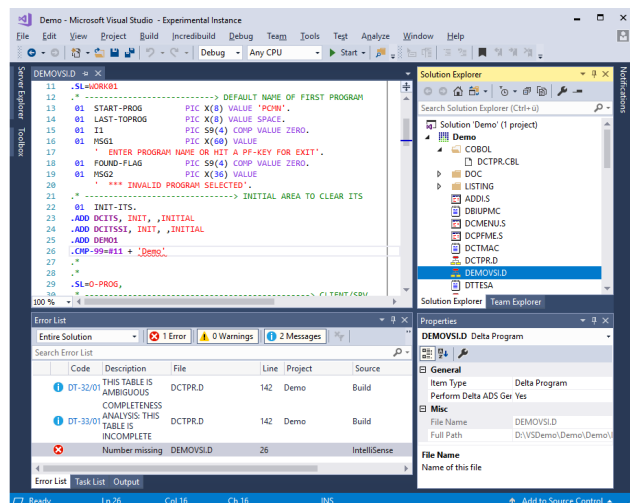 Demo - Microsoft Visual Studio - Experimental Instance
File Edit View Project Build Incredibuild Debug Team Tools Test Analyze Window Help
Debug Any CPU Start
Server Explorer
Toolbox
DEMOVSI.D
11 .SL=WORK01
12 .* -------------------------> DEFAULT NAME OF FIRST PROGRAM
13 01 START-PROG PIC X(8) VALUE 'PCMN'.
14 01 LAST-TOPROG PIC X(8) VALUE SPACE.
15 01 I1 PIC S9(4) COMP VALUE ZERO.
16 01 MSG1 PIC X(60) VALUE
17 ' ENTER PROGRAM NAME OR HIT A PF-KEY FOR EXIT'.
18 01 FOUND-FLAG PIC S9(4) COMP VALUE ZERO.
19 01 MSG2 PIC X(36) VALUE
20 ' *** INVALID PROGRAM SELECTED'.
21 .* ----------------------------> INITIAL AREA TO CLEAR ITS
22 01 INIT-ITS.
23 .ADD DCITS, INIT, ,INITIAL
24 .ADD DCITSSI, INIT, ,INITIAL
25 .ADD DEMO1
26 .CMP-99=#11 + 'Demo'
27 .*
28 .*
29 .SL=O-PROG,
30 .* ----------------------------------------> CLIENT/SRV
100 %
Solution Explorer
Search Solution Explorer (Ctrl+ü)
Solution 'Demo' (1 project)
Demo
COBOL
DCTPR.CBL
DOC
LISTING
ADDI.S
DBIUPMC
DCMENU.S
DCPFME.S
DCTMAC
DCTPR.D
DEMOVSI.D
DTTESA
Solution Explorer Team Explorer
Notifications
Error List
Entire Solution 1 Error 0 Warnings 2 Messages
Search Error List
Code Description File Line Project Source
DT-32/01 THIS TABLE IS AMBIGUOUS DCTPR.D 142 Demo Build
DT-33/01 COMPLETENESS ANALYSIS: THIS TABLE IS INCOMPLETE DCTPR.D 142 Demo Build
Number missing DEMOVSI.D 26 IntelliSense
Error List Task List Output
Properties
DEMOVSI.D Delta Program
General
Item Type Delta Program
Perform Delta ADS Ger Yes
Misc
File Name DEMOVSI.D
Full Path D:\VSDemo\Demo\Demo\
File Name
Name of this file
Ready Ln 26 Col 16 Ch 16 INS Add to Source Control